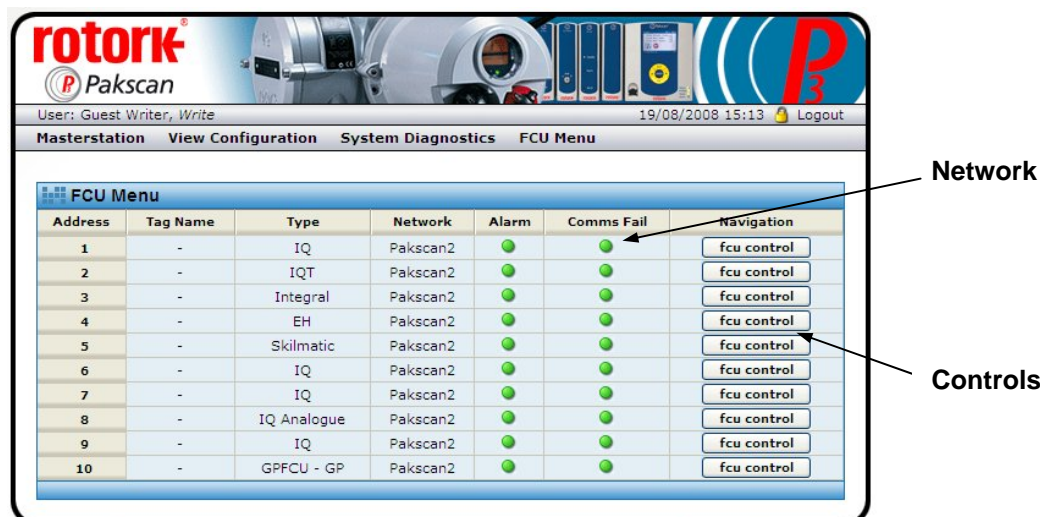 rotork®
Pakscan
P3
User: Guest Writer, Write 19/08/2008 15:13 Logout
Masterstation View Configuration System Diagnostics FCU Menu
FCU Menu
Address Tag Name Type Network Alarm Comms Fail Navigation
1 - IQ Pakscan2 fcu control
2 - IQT Pakscan2 fcu control
3 - Integral Pakscan2 fcu control
4 - EH Pakscan2 fcu control
5 - Skilmatic Pakscan2 fcu control
6 - IQ Pakscan2 fcu control
7 - IQ Pakscan2 fcu control
8 - IQ Analogue Pakscan2 fcu control
9 - IQ Pakscan2 fcu control
10 - GPFCU - GP Pakscan2 fcu control
Network
Controls